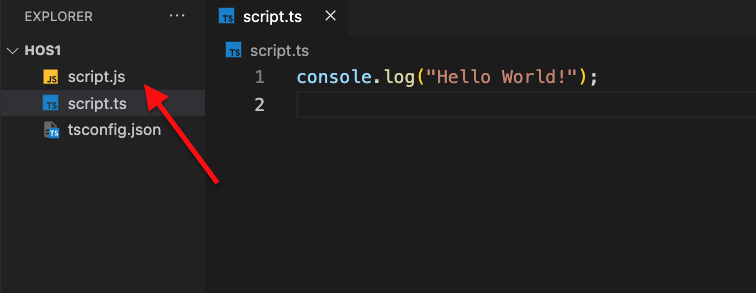 EXPLORER ...
HOS1
JS script.js
TS script.ts
TS tsconfig.json
TS script.ts ×
TS script.ts
1 console.log("Hello World!");
2